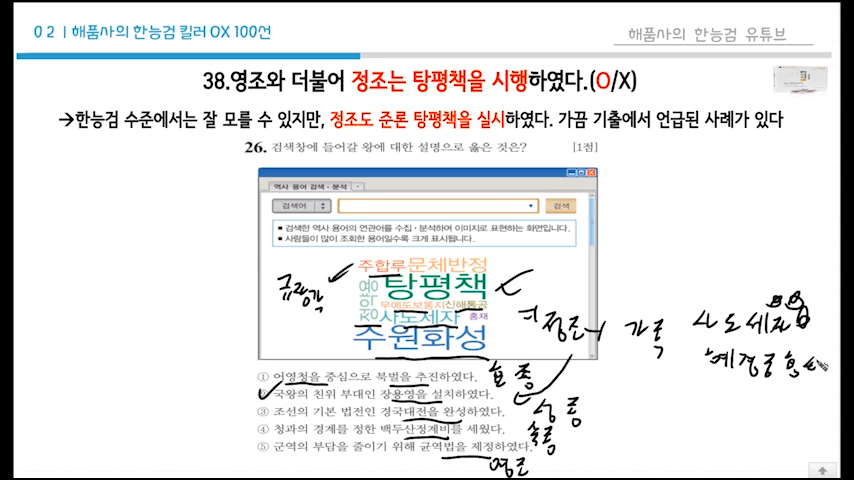 02 | 해품사의 한능검 킬러 OX 100선
해품사의 한능검 유튜브
38.영조와 더불어 정조는 탕평책을 시행하였다.(O/X)
→한능검 수준에서는 잘 모를 수 있지만, 정조도 준론 탕평책을 실시하였다. 가끔 기출에서 언급된 사례가 있다
26. 검색창에 들어갈 왕에 대한 설명으로 옳은 것은? [1점]
역사 용어 검색·분석
검색어 검색
■ 검색한 역사 용어의 연관어를 수집·분석하여 이미지로 표현하는 화면입니다.
■ 사람들이 많이 조회한 용어일수록 크게 표시됩니다.
주합루 문체반정
규장각
정약용
탕평책
무예도보통지 신해통공
사도세자 홍재
수원화성
정조 가족 사도세자
혜경궁 홍씨
① 어영청을 중심으로 북벌을 추진하였다.
효종
② 국왕의 친위 부대인 장용영을 설치하였다.
③ 조선의 기본 법전인 경국대전을 완성하였다.
성종
④ 청과의 경계를 정한 백두산정계비를 세웠다.
숙종
⑤ 군역의 부담을 줄이기 위해 균역법을 제정하였다.
영조